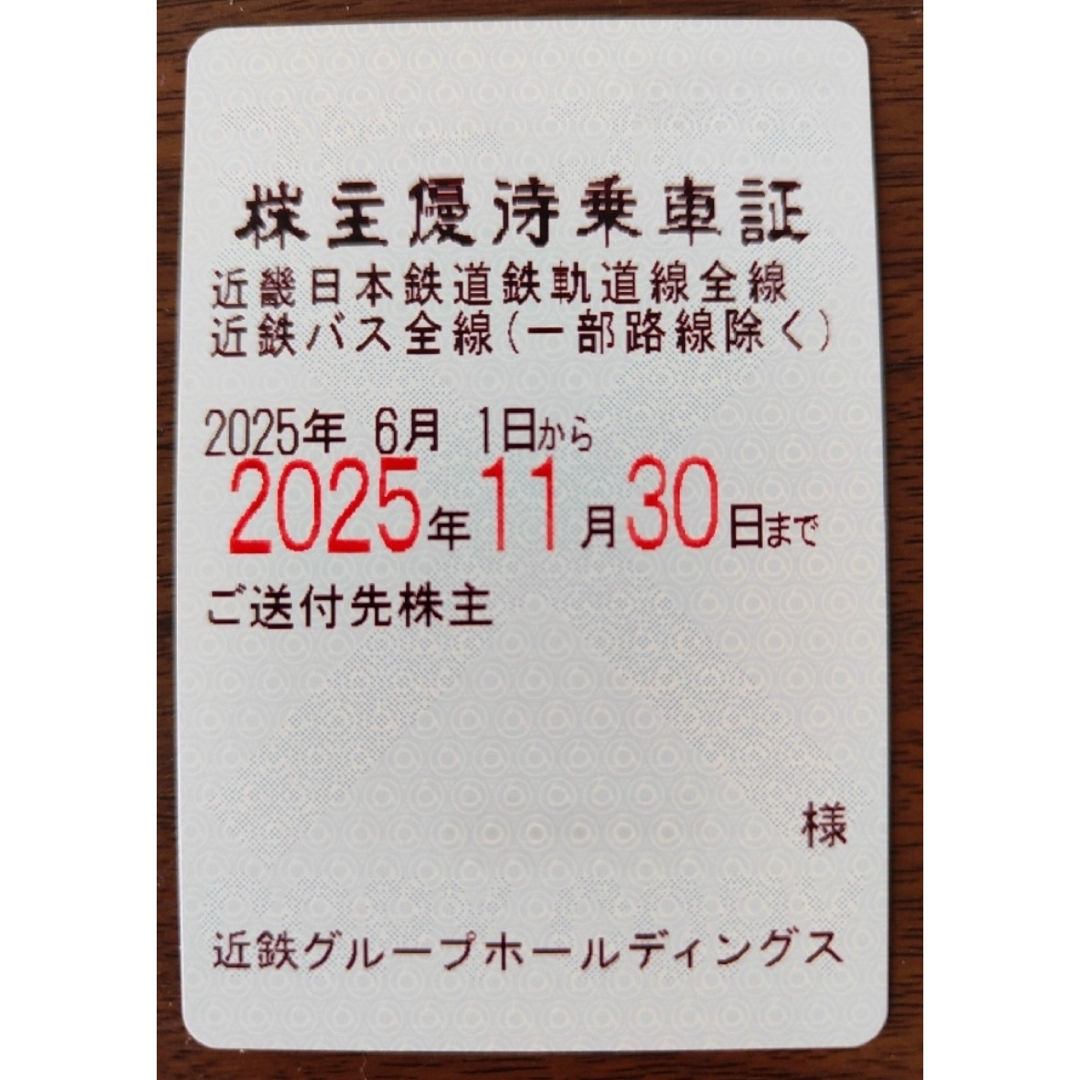 株主優待乗車証
近畿日本鉄道鉄軌道線全線
近鉄バス全線(一部路線除く)
2025年 6月 1日から
2025年11月30日まで
ご送付先株主
様
近鉄グループホールディングス